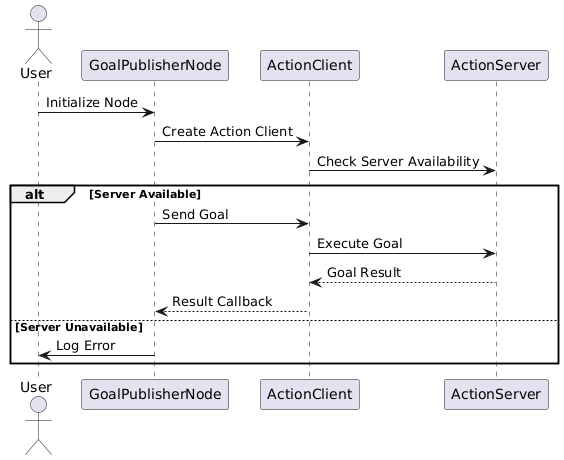 User
GoalPublisherNode
ActionClient
ActionServer
Initialize Node
Create Action Client
Check Server Availability
alt [Server Available]
Send Goal
Execute Goal
Goal Result
Result Callback
[Server Unavailable]
Log Error
User
GoalPublisherNode
ActionClient
ActionServer